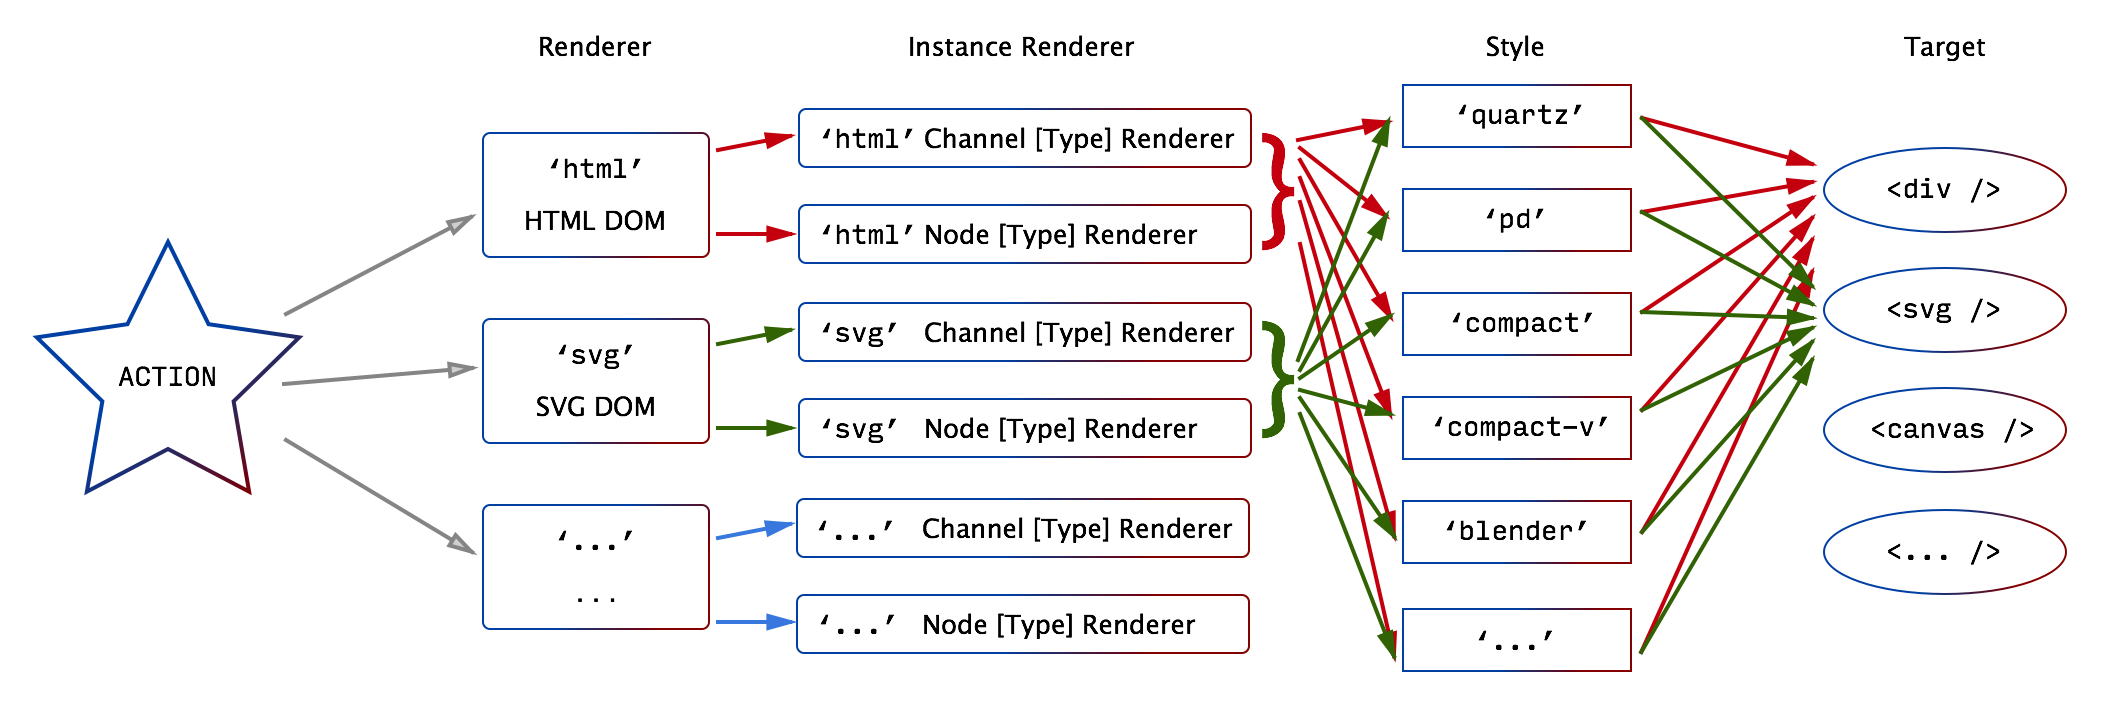 Renderer
Instance Renderer
Style
Target
ACTION
‘html’
HTML DOM
‘svg’
SVG DOM
‘...’
...
‘html’ Channel [Type] Renderer
‘html’ Node [Type] Renderer
‘svg’ Channel [Type] Renderer
‘svg’ Node [Type] Renderer
‘...’ Channel [Type] Renderer
‘...’ Node [Type] Renderer
‘quartz’
‘pd’
‘compact’
‘compact-v’
‘blender’
‘...’
<div />
<svg />
<canvas />
<... />